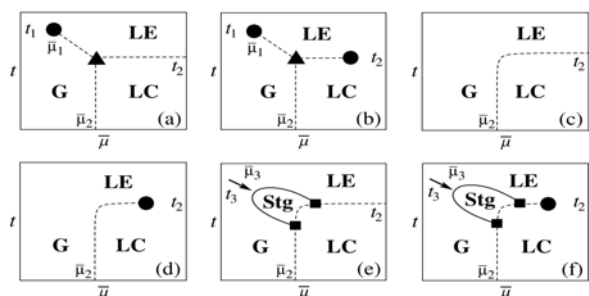 t₁ LE
μ̄₁ t₂
t G LC
μ̄₂ (a)
μ̄
t₁ LE
μ̄₁ t₂
G LC
μ̄₂ (b)
μ̄
LE
t₂
t G LC
μ̄₂ (c)
μ̄
LE
t₂
t G LC
μ̄₂ (d)
μ̄
μ̄₃ LE
t₃ Stg t₂
t G LC
μ̄₂ (e)
μ̄
μ̄₃ LE
t₃ Stg t₂
t G LC
μ̄₂ (f)
μ̄